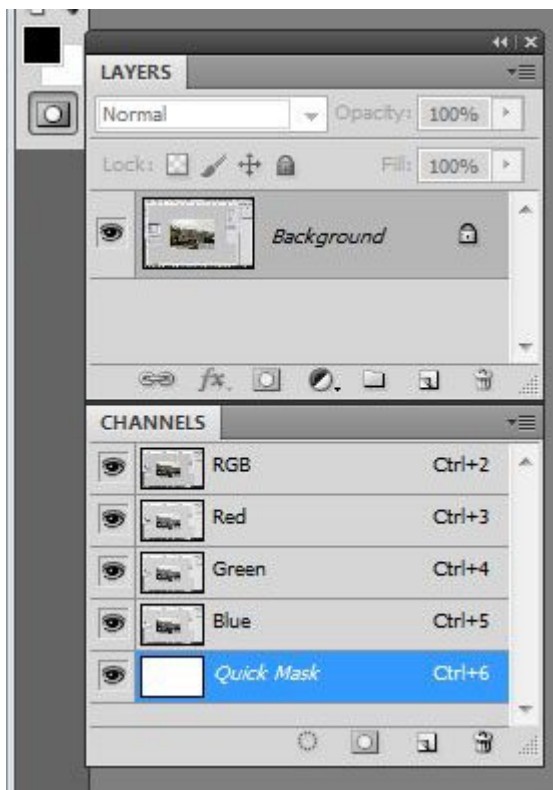 LAYERS
Normal Opacity: 100%
Lock: Fill: 100%
Background
fx.
CHANNELS
RGB Ctrl+2
Red Ctrl+3
Green Ctrl+4
Blue Ctrl+5
Quick Mask Ctrl+6